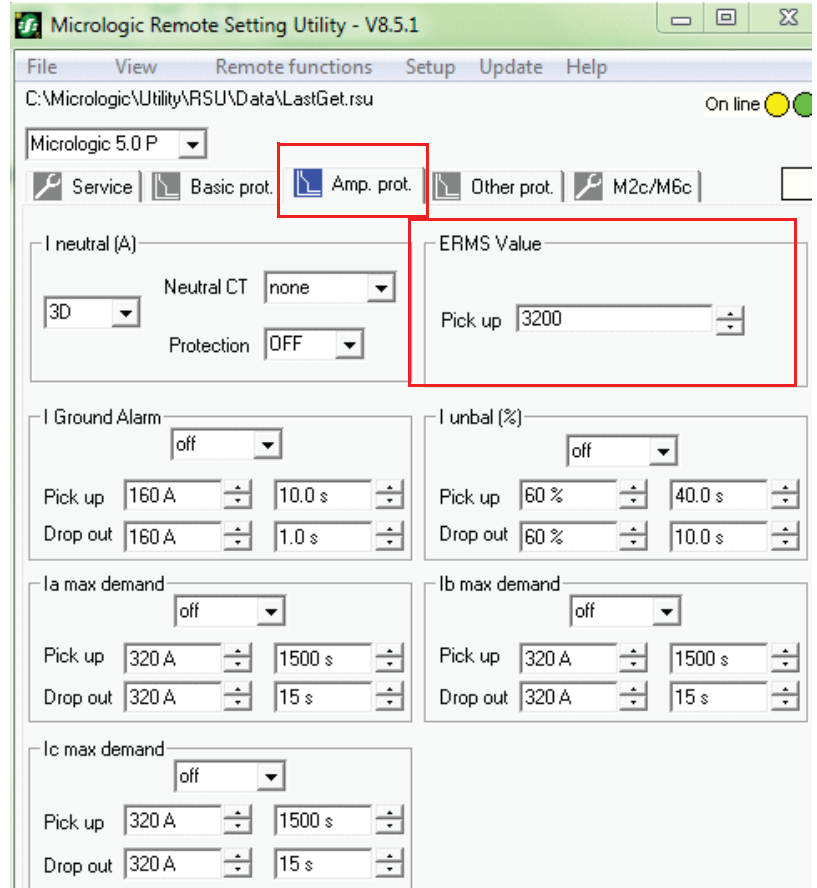 Micrologic Remote Setting Utility - V8.5.1
File View Remote functions Setup Update Help
C:\Micrologic\Utility\RSU\Data\LastGet.rsu
On line
Micrologic 5.0 P
Service Basic prot. Amp. prot. Other prot. M2c/M6c
I neutral (A)
3D
Neutral CT none
Protection OFF
ERMS Value
Pick up 3200
I Ground Alarm
off
Pick up 160 A 10.0 s
Drop out 160 A 1.0 s
I unbal (%)
off
Pick up 60 % 40.0 s
Drop out 60 % 10.0 s
Ia max demand
off
Pick up 320 A 1500 s
Drop out 320 A 15 s
Ib max demand
off
Pick up 320 A 1500 s
Drop out 320 A 15 s
Ic max demand
off
Pick up 320 A 1500 s
Drop out 320 A 15 s